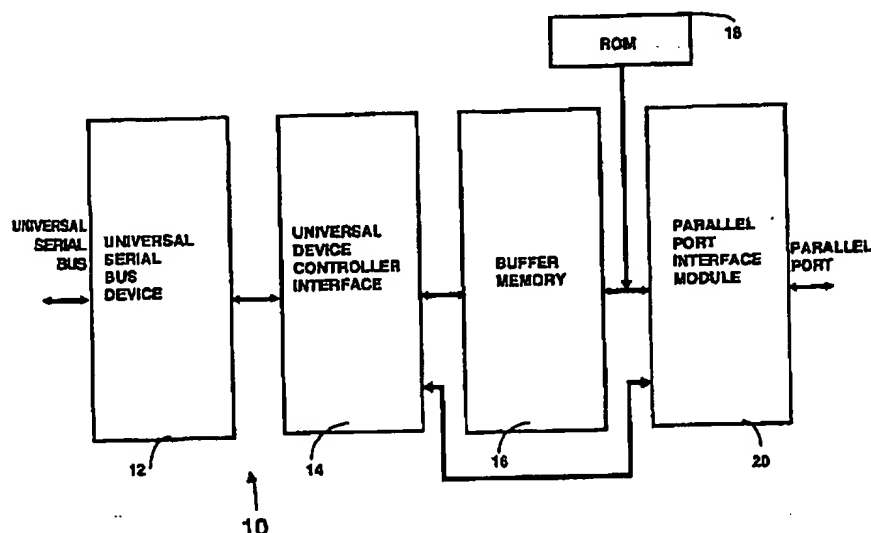 ROM
18
UNIVERSAL
SERIAL
BUS
UNIVERSAL
SERIAL
BUS
DEVICE
UNIVERSAL
DEVICE
CONTROLLER
INTERFACE
BUFFER
MEMORY
PARALLEL
PORT
INTERFACE
MODULE
PARALLEL
PORT
12
14
16
20
10